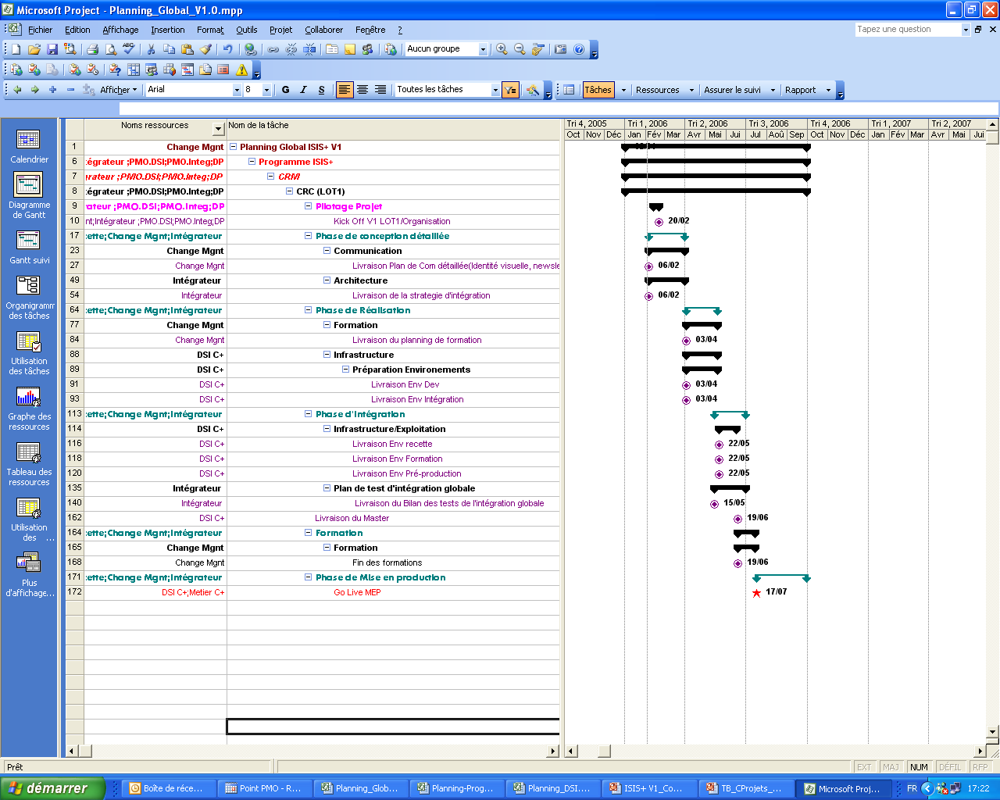 Microsoft Project - Planning_Global_V1.0.mpp
Fichier Edition Affichage Insertion Format Outils Projet Collaborer Fenêtre ? Tapez une question
Aucun groupe
Afficher Arial 8 G I S Toutes les tâches Tâches Ressources Assurer le suivi Rapport
Noms ressources Nom de la tâche
Tri 4, 2005 Tri 1, 2006 Tri 2, 2006 Tri 3, 2006 Tri 4, 2006 Tri 1, 2007 Tri 2, 2007
Oct Nov Déc Jan Fév Mar Avr Mai Jui Jul Aoû Sep Oct Nov Déc Jan Fév Mar Avr Mai Jui
Calendrier
Diagramme de Gantt
Gantt suivi
Organigramm des tâches
Utilisation des tâches
Graphe des ressources
Tableau des ressources
Utilisation des ...
Plus d'affichage...
1 Change Mgnt Planning Global ISIS+ V1
6 tégrateur ;PMO.DSI;PMO.Integ;DP Programme ISIS+
7 grateur ;PMO.DSI;PMO.Integ;DP CRM
8 tégrateur ;PMO.DSI;PMO.Integ;DP CRC (LOT1)
9 rateur ;PMO.DSI;PMO.Integ;DP Pilotage Projet
10 nt;Intégrateur ;PMO.DSI;PMO.Integ;DP Kick Off V1 LOT1/Organisation 20/02
17 cette;Change Mgnt;Intégrateur Phase de conception détaillée
23 Change Mgnt Communication
27 Change Mgnt Livraison Plan de Com détaillée(Identité visuelle, newsle 06/02
49 Intégrateur Architecture
54 Intégrateur Livraison de la strategie d'intégration 06/02
64 cette;Change Mgnt;Intégrateur Phase de Réalisation
77 Change Mgnt Formation
84 Change Mgnt Livraison du planning de formation 03/04
88 DSI C+ Infrastructure
89 DSI C+ Préparation Environements
91 DSI C+ Livraison Env Dev 03/04
93 DSI C+ Livraison Env Intégration 03/04
113 cette;Change Mgnt;Intégrateur Phase d'Intégration
114 DSI C+ Infrastructure/Exploitation
116 DSI C+ Livraison Env recette 22/05
118 DSI C+ Livraison Env Formation 22/05
120 DSI C+ Livraison Env Pré-production 22/05
135 Intégrateur Plan de test d'intégration globale
140 Intégrateur Livraison du Bilan des tests de l'intégration globale 15/05
162 DSI C+ Livraison du Master 19/06
164 cette;Change Mgnt;Intégrateur Formation
165 Change Mgnt Formation
168 Change Mgnt Fin des formations 19/06
171 cette;Change Mgnt;Intégrateur Phase de Mise en production
172 DSI C+;Metier C+ Go Live MEP 17/07
Prêt EXT MAJ NUM DÉFIL RFP
démarrer Boîte de réce... Point PMO - R... Planning_Glob... Planning-Prog... Planning_DSI.... ISIS+ V1_Co... TB_CProjets_... Microsoft Proj... FR 17:22